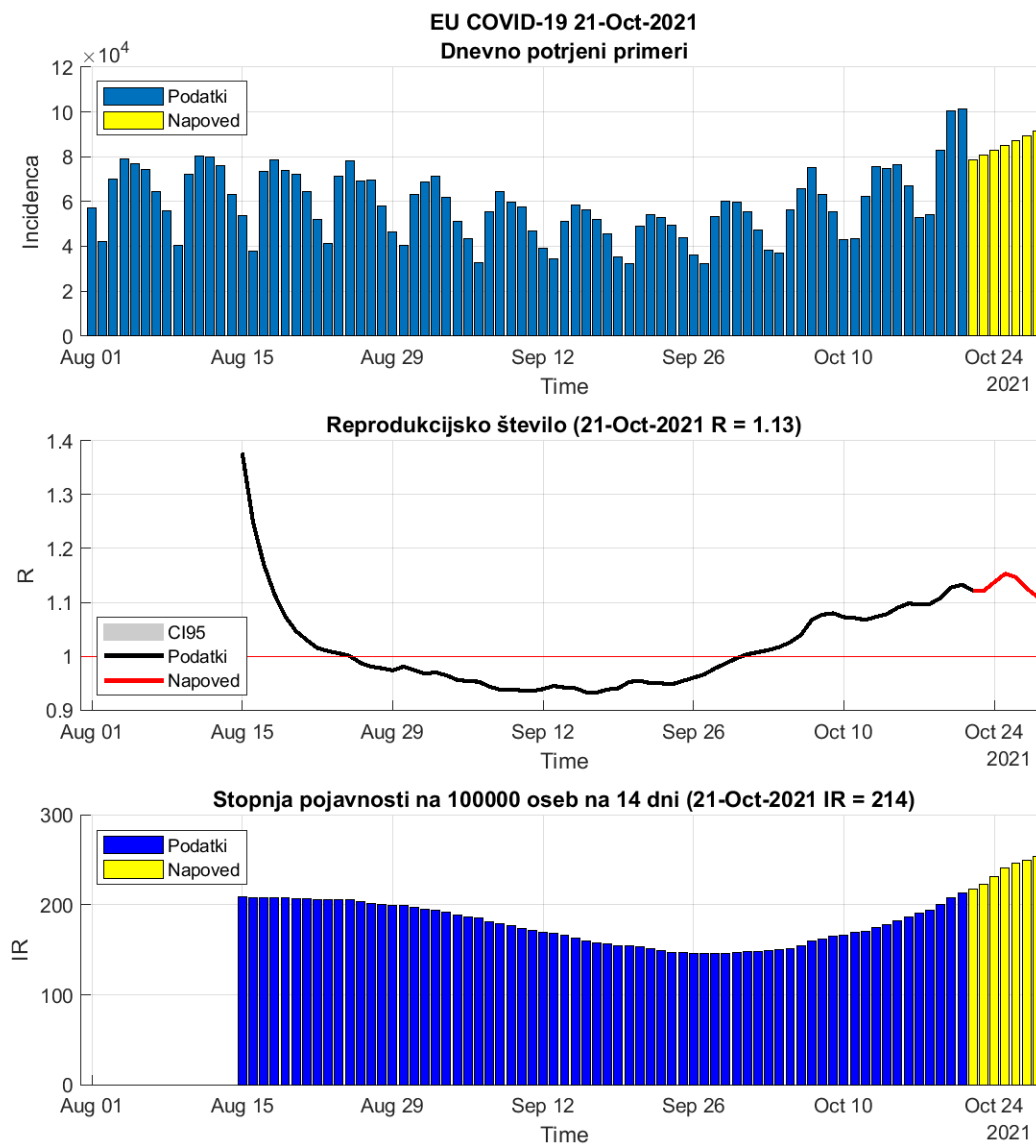 EU COVID-19 21-Oct-2021
Dnevno potrjeni primeri
×10⁴
12
10
8
6
4
2
0
Incidenca
Podatki
Napoved
Aug 01 Aug 15 Aug 29 Sep 12 Sep 26 Oct 10 Oct 24
Time
2021
Reprodukcijsko število (21-Oct-2021 R = 1.13)
1.4
1.3
1.2
1.1
1
0.9
R
CI95
Podatki
Napoved
Aug 01 Aug 15 Aug 29 Sep 12 Sep 26 Oct 10 Oct 24
Time
2021
Stopnja pojavnosti na 100000 oseb na 14 dni (21-Oct-2021 IR = 214)
300
200
100
0
IR
Podatki
Napoved
Aug 01 Aug 15 Aug 29 Sep 12 Sep 26 Oct 10 Oct 24
Time
2021